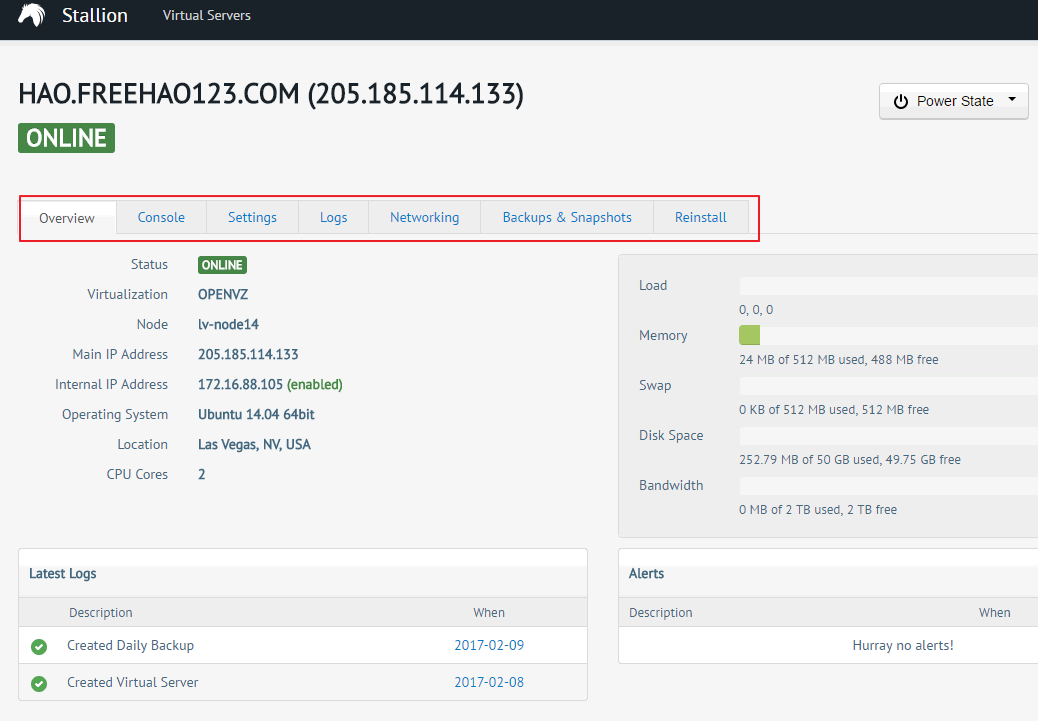 Stallion Virtual Servers
HAO.FREEHAO123.COM (205.185.114.133)
Power State
ONLINE
Overview Console Settings Logs Networking Backups & Snapshots Reinstall
Status ONLINE
Virtualization OPENVZ
Node lv-node14
Main IP Address 205.185.114.133
Internal IP Address 172.16.88.105 (enabled)
Operating System Ubuntu 14.04 64bit
Location Las Vegas, NV, USA
CPU Cores 2
Load
0, 0, 0
Memory
24 MB of 512 MB used, 488 MB free
Swap
0 KB of 512 MB used, 512 MB free
Disk Space
252.79 MB of 50 GB used, 49.75 GB free
Bandwidth
0 MB of 2 TB used, 2 TB free
Latest Logs
Description When
Created Daily Backup 2017-02-09
Created Virtual Server 2017-02-08
Alerts
Description When
Hurray no alerts!